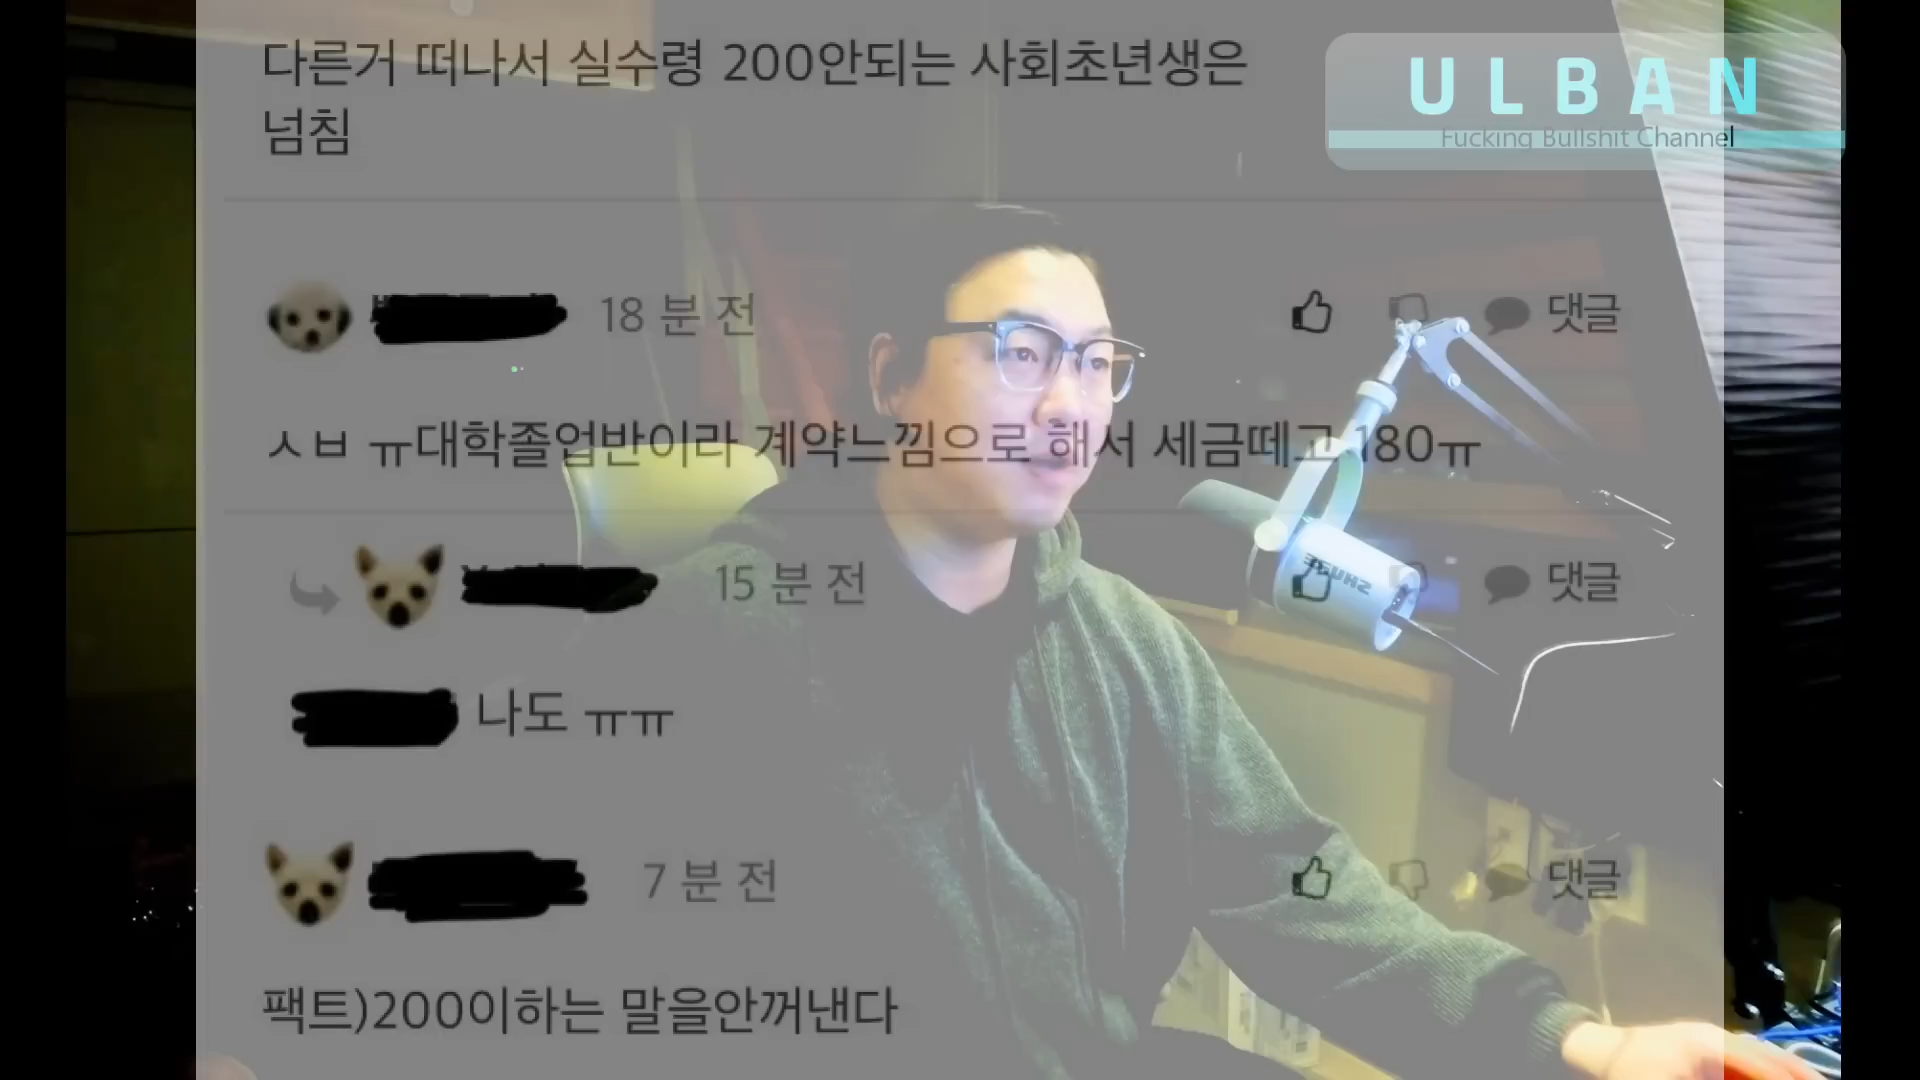 다른거 떠나서 실수령 200안되는 사회초년생은
넘침
ULBAN
Fucking Bullshit Channel
18 분 전
댓글
ㅅㅂ ㅠ대학졸업반이라 계약느낌으로 해서 세금떼고 180ㅠ
SHURE
15 분 전
댓글
나도 ㅠㅠ
7 분 전
댓글
팩트)200이하는 말을안꺼낸다